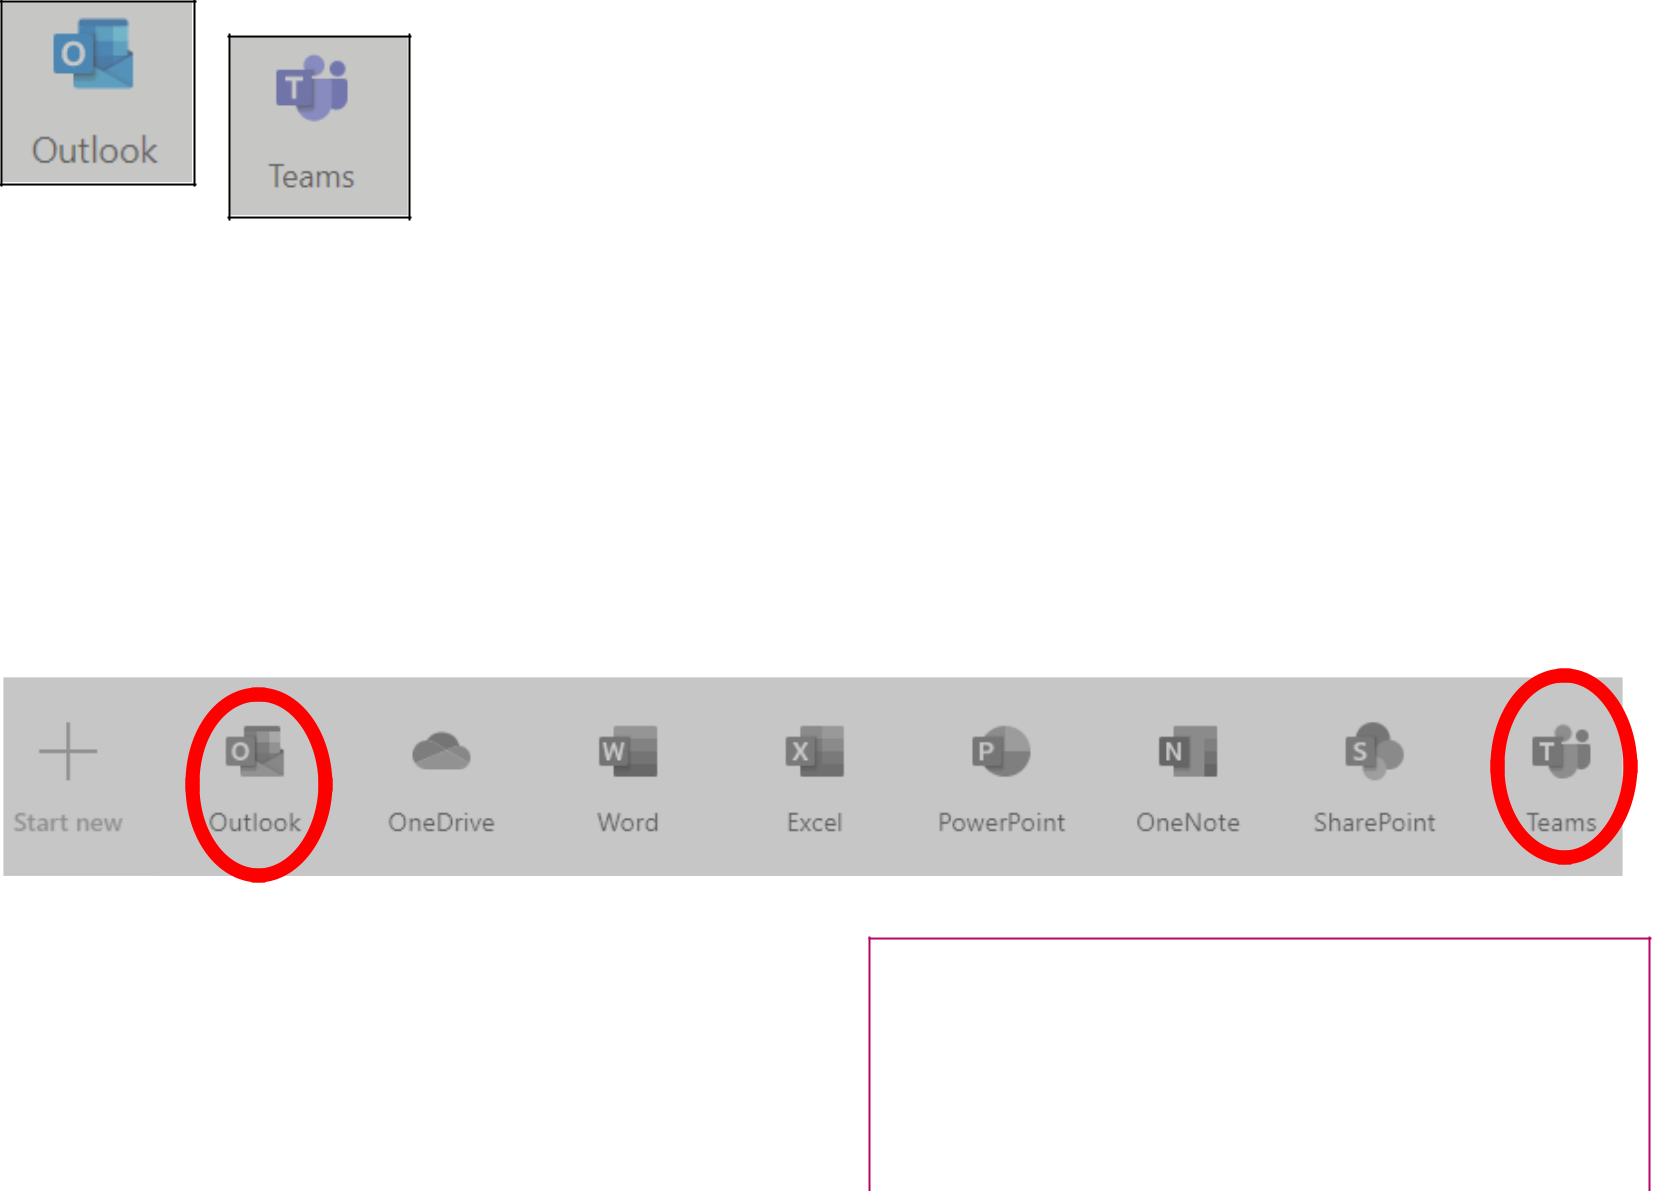 O
Outlook
T
Teams
O W X P N S T
Start new Outlook OneDrive Word Excel PowerPoint OneNote SharePoint Teams